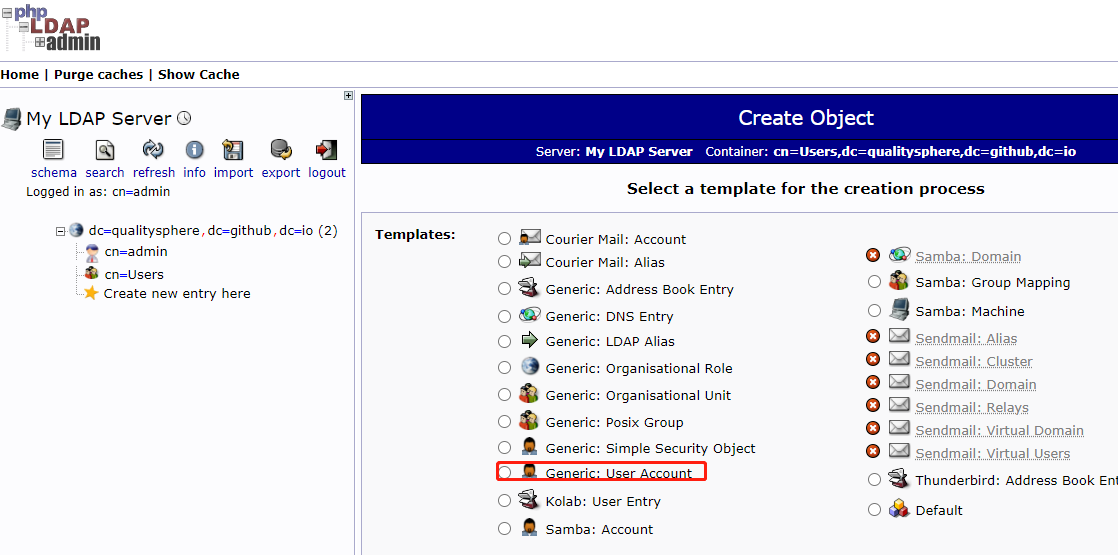 php
LDAP
admin
Home | Purge caches | Show Cache
My LDAP Server
schema search refresh info import export logout
Logged in as: cn=admin
dc=qualitysphere,dc=github,dc=io (2)
cn=admin
cn=Users
Create new entry here
Create Object
Server: My LDAP Server Container: cn=Users,dc=qualitysphere,dc=github,dc=io
Select a template for the creation process
Templates:
Courier Mail: Account
Courier Mail: Alias
Generic: Address Book Entry
Generic: DNS Entry
Generic: LDAP Alias
Generic: Organisational Role
Generic: Organisational Unit
Generic: Posix Group
Generic: Simple Security Object
Generic: User Account
Kolab: User Entry
Samba: Account
Samba: Domain
Samba: Group Mapping
Samba: Machine
Sendmail: Alias
Sendmail: Cluster
Sendmail: Domain
Sendmail: Relays
Sendmail: Virtual Domain
Sendmail: Virtual Users
Thunderbird: Address Book Ent
Default